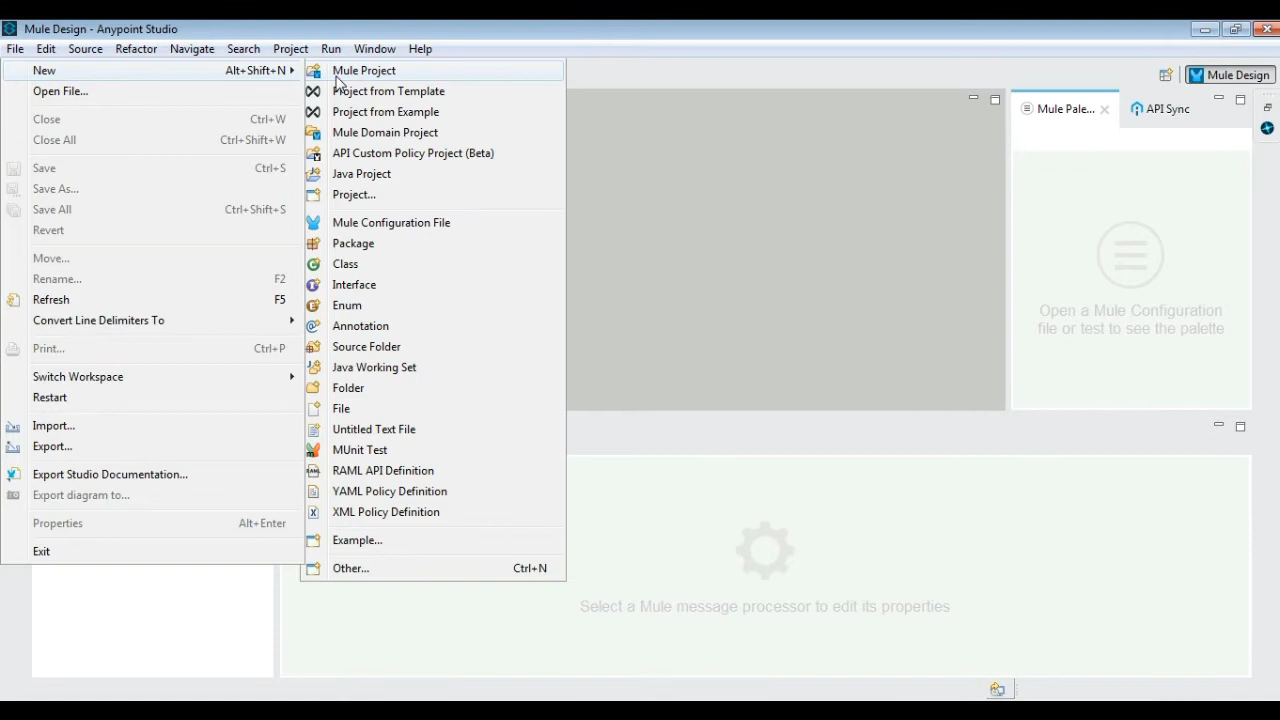 Mule Design - Anypoint Studio
File Edit Source Refactor Navigate Search Project Run Window Help
New Alt+Shift+N
Open File...
Close Ctrl+W
Close All Ctrl+Shift+W
Save Ctrl+S
Save As...
Save All Ctrl+Shift+S
Revert
Move...
Rename... F2
Refresh F5
Convert Line Delimiters To
Print... Ctrl+P
Switch Workspace
Restart
Import...
Export...
Export Studio Documentation...
Export diagram to...
Properties Alt+Enter
Exit
Mule Project
Project from Template
Project from Example
Mule Domain Project
API Custom Policy Project (Beta)
Java Project
Project...
Mule Configuration File
Package
Class
Interface
Enum
Annotation
Source Folder
Java Working Set
Folder
File
Untitled Text File
MUnit Test
RAML API Definition
YAML Policy Definition
XML Policy Definition
Example...
Other... Ctrl+N
Mule Design
Mule Pale... API Sync
Open a Mule Configuration
file or test to see the palette
Select a Mule message processor to edit its properties